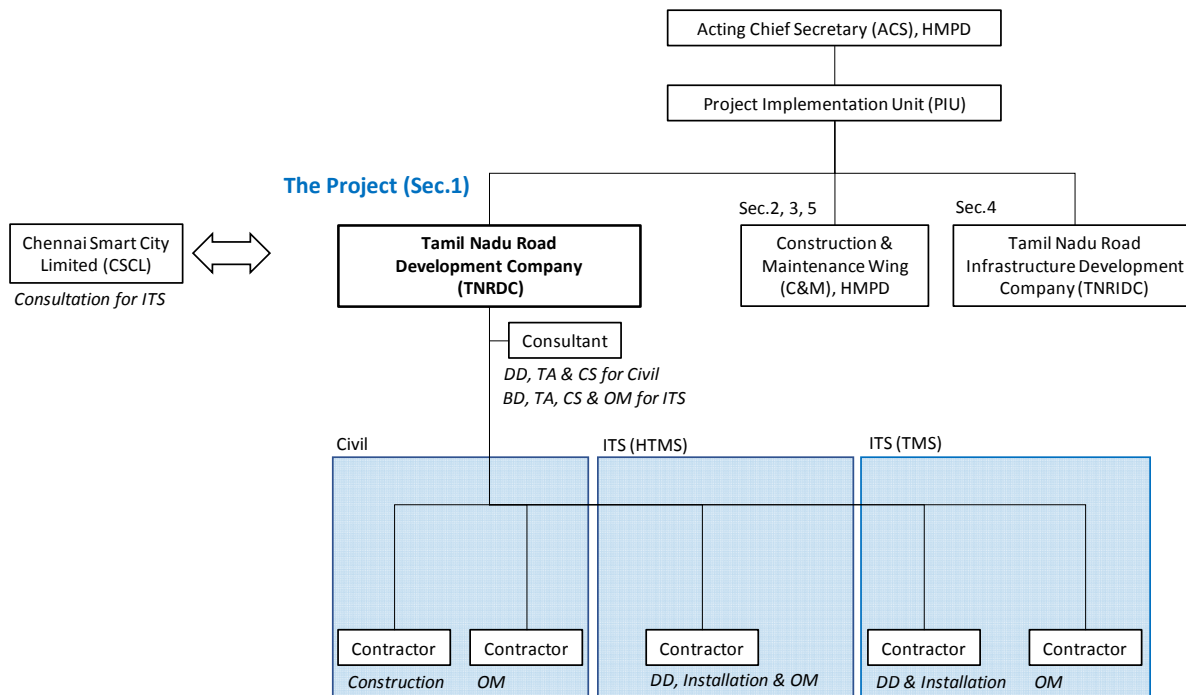 Acting Chief Secretary (ACS), HMPD
Project Implementation Unit (PIU)
The Project (Sec.1)
Sec.2, 3, 5
Sec.4
Chennai Smart City
Limited (CSCL)
Consultation for ITS
Tamil Nadu Road
Development Company
(TNRDC)
Construction &
Maintenance Wing
(C&M), HMPD
Tamil Nadu Road
Infrastructure Development
Company (TNRIDC)
Consultant
DD, TA & CS for Civil
BD, TA, CS & OM for ITS
Civil
ITS (HTMS)
ITS (TMS)
Contractor
Contractor
Contractor
Contractor
Contractor
Construction
OM
DD, Installation & OM
DD & Installation
OM